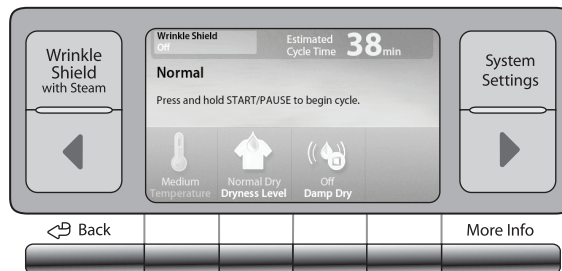 Wrinkle
Shield
with Steam
Wrinkle Shield
Off
Estimated
Cycle Time 38 min
Normal
Press and hold START/PAUSE to begin cycle.
Medium
Temperature
Normal Dry
Dryness Level
Off
Damp Dry
System
Settings
Back
More Info